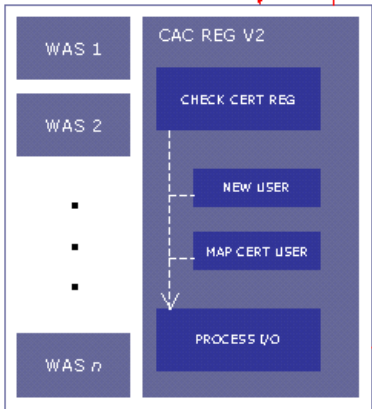 WAS 1
WAS 2
WAS n
CAC REG V2
CHECK CERT REG
NEW USER
MAP CERT USER
PROCESS I/O